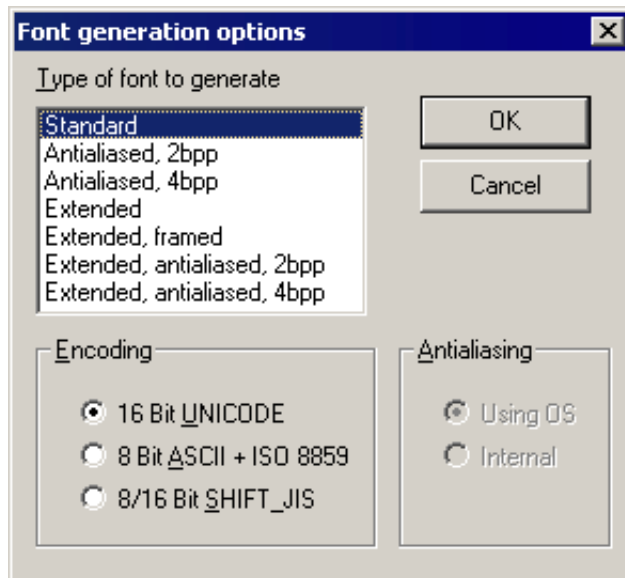 Font generation options
Type of font to generate
OK
Cancel
Standard
Antialiased, 2bpp
Antialiased, 4bpp
Extended
Extended, framed
Extended, antialiased, 2bpp
Extended, antialiased, 4bpp
Encoding
16 Bit UNICODE
8 Bit ASCII + ISO 8859
8/16 Bit SHIFT_JIS
Antialiasing
Using OS
Internal